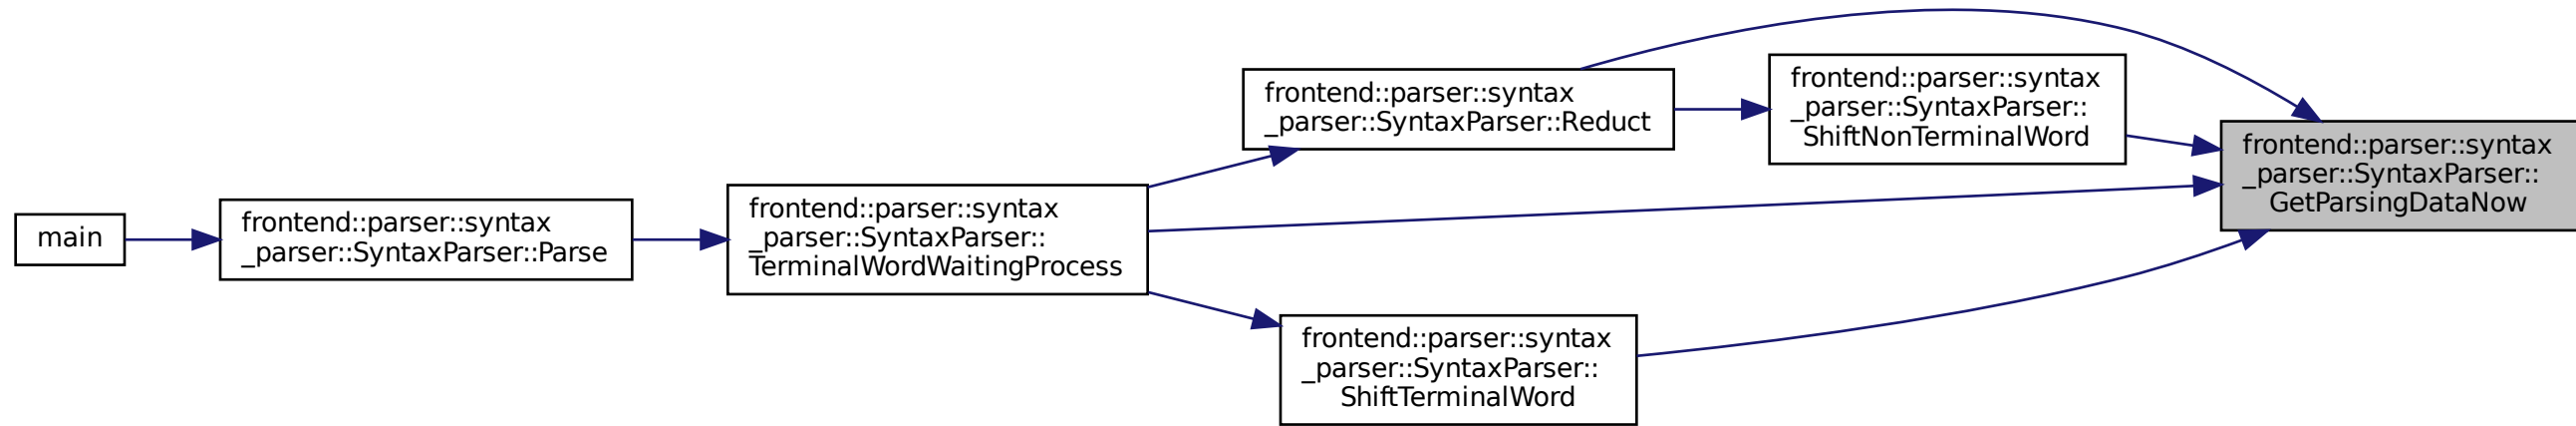 main
frontend::parser::syntax
_parser::SyntaxParser::Parse
frontend::parser::syntax
_parser::SyntaxParser::
TerminalWordWaitingProcess
frontend::parser::syntax
_parser::SyntaxParser::Reduct
frontend::parser::syntax
_parser::SyntaxParser::
ShiftTerminalWord
frontend::parser::syntax
_parser::SyntaxParser::
ShiftNonTerminalWord
frontend::parser::syntax
_parser::SyntaxParser::
GetParsingDataNow